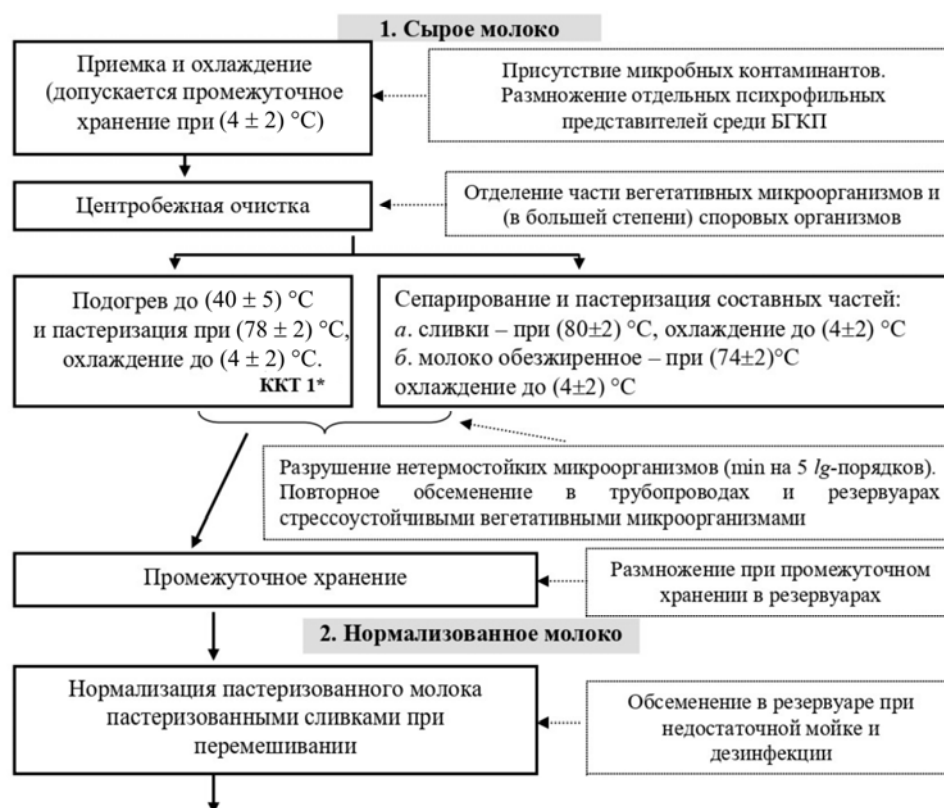 1. Сырое молоко
Приемка и охлаждение
(допускается промежуточное
хранение при (4 ± 2) °С)
Присутствие микробных контаминантов.
Размножение отдельных психрофильных
представителей среди БГКП
Центробежная очистка
Отделение части вегетативных микроорганизмов и
(в большей степени) споровых организмов
Подогрев до (40 ± 5) °С
и пастеризация при (78 ± 2) °С,
охлаждение до (4 ± 2) °С.
ККТ 1*
Сепарирование и пастеризация составных частей:
а. сливки – при (80±2) °С, охлаждение до (4±2) °С
б. молоко обезжиренное – при (74±2)°С
охлаждение до (4±2) °С
Разрушение нетермостойких микроорганизмов (min на 5 lg-порядков).
Повторное обсеменение в трубопроводах и резервуарах
стрессоустойчивыми вегетативными микроорганизмами
Промежуточное хранение
Размножение при промежуточном
хранении в резервуарах
2. Нормализованное молоко
Нормализация пастеризованного молока
пастеризованными сливками при
перемешивании
Обсеменение в резервуаре при
недостаточной мойке и
дезинфекции